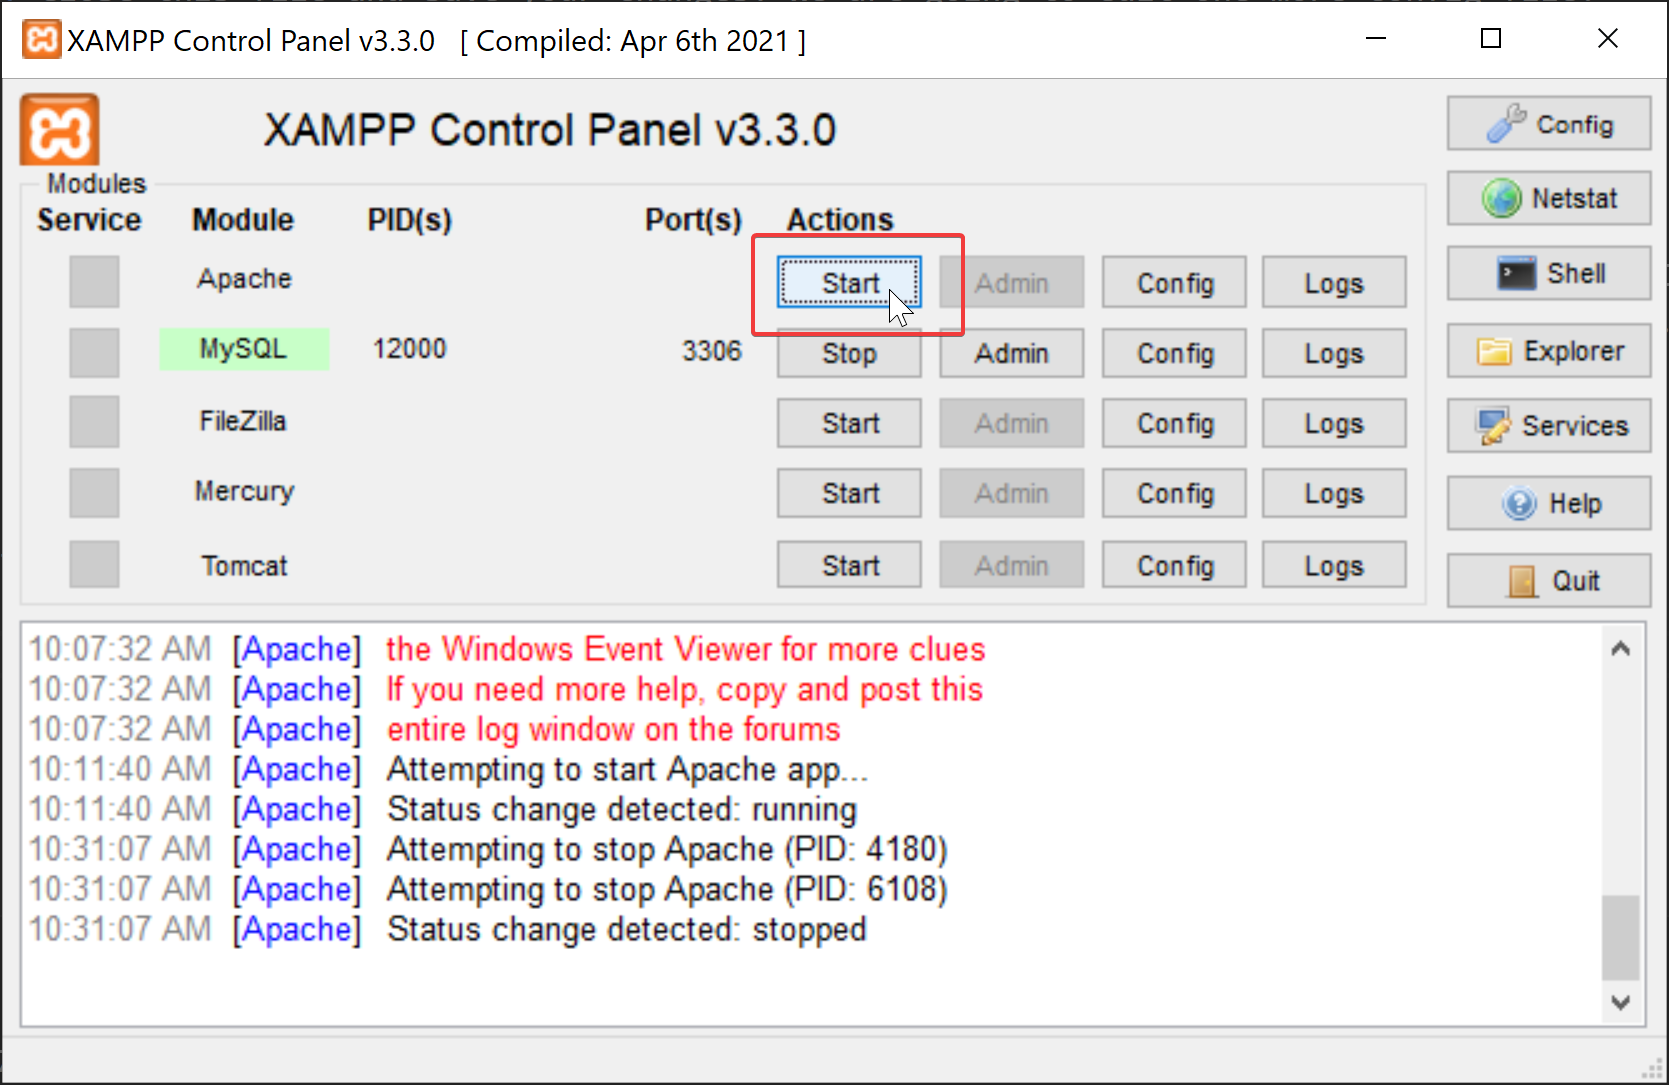 XAMPP Control Panel v3.3.0 [ Compiled: Apr 6th 2021 ]
XAMPP Control Panel v3.3.0
Modules
Service Module PID(s) Port(s) Actions
Apache Start Admin Config Logs
MySQL 12000 3306 Stop Admin Config Logs
FileZilla Start Admin Config Logs
Mercury Start Admin Config Logs
Tomcat Start Admin Config Logs
Config
Netstat
Shell
Explorer
Services
Help
Quit
10:07:32 AM [Apache] the Windows Event Viewer for more clues
10:07:32 AM [Apache] If you need more help, copy and post this
10:07:32 AM [Apache] entire log window on the forums
10:11:40 AM [Apache] Attempting to start Apache app...
10:11:40 AM [Apache] Status change detected: running
10:31:07 AM [Apache] Attempting to stop Apache (PID: 4180)
10:31:07 AM [Apache] Attempting to stop Apache (PID: 6108)
10:31:07 AM [Apache] Status change detected: stopped